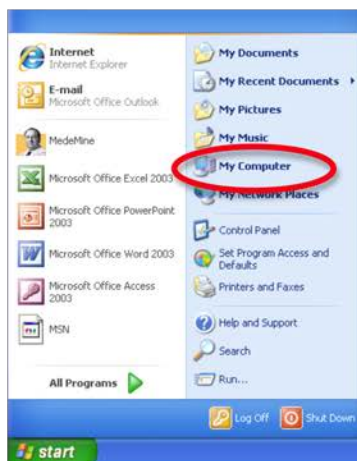 Internet
Internet Explorer
E-mail
Microsoft Office Outlook
MedeMine
Microsoft Office Excel 2003
Microsoft Office PowerPoint
2003
Microsoft Office Word 2003
Microsoft Office Access
2003
MSN
All Programs
My Documents
My Recent Documents
My Pictures
My Music
My Computer
My Network Places
Control Panel
Set Program Access and
Defaults
Printers and Faxes
Help and Support
Search
Run...
Log Off
Shut Down
start